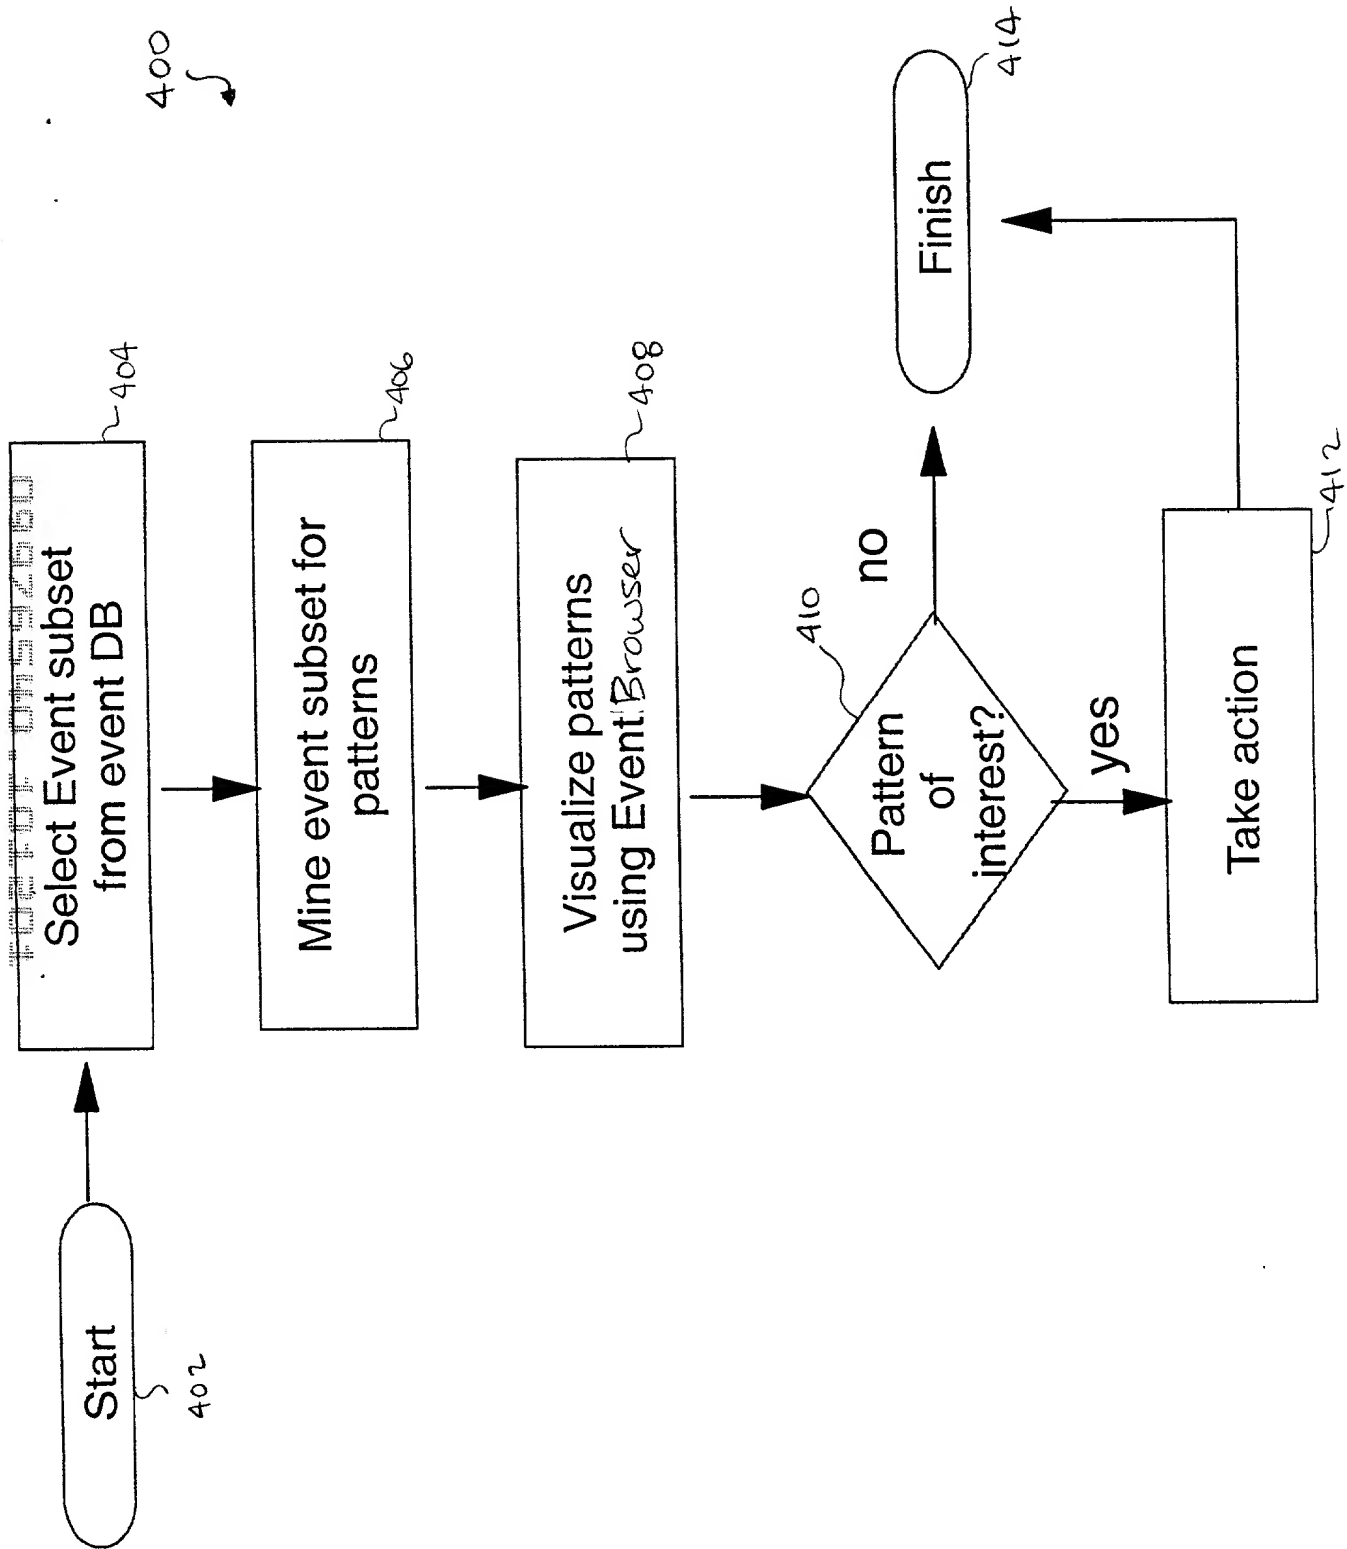 400
Start
402
Select Event subset
from event DB
404
Mine event subset for
patterns
406
Visualize patterns
using Event Browser
408
Pattern
of
interest?
410
no
yes
Take action
412
Finish
414